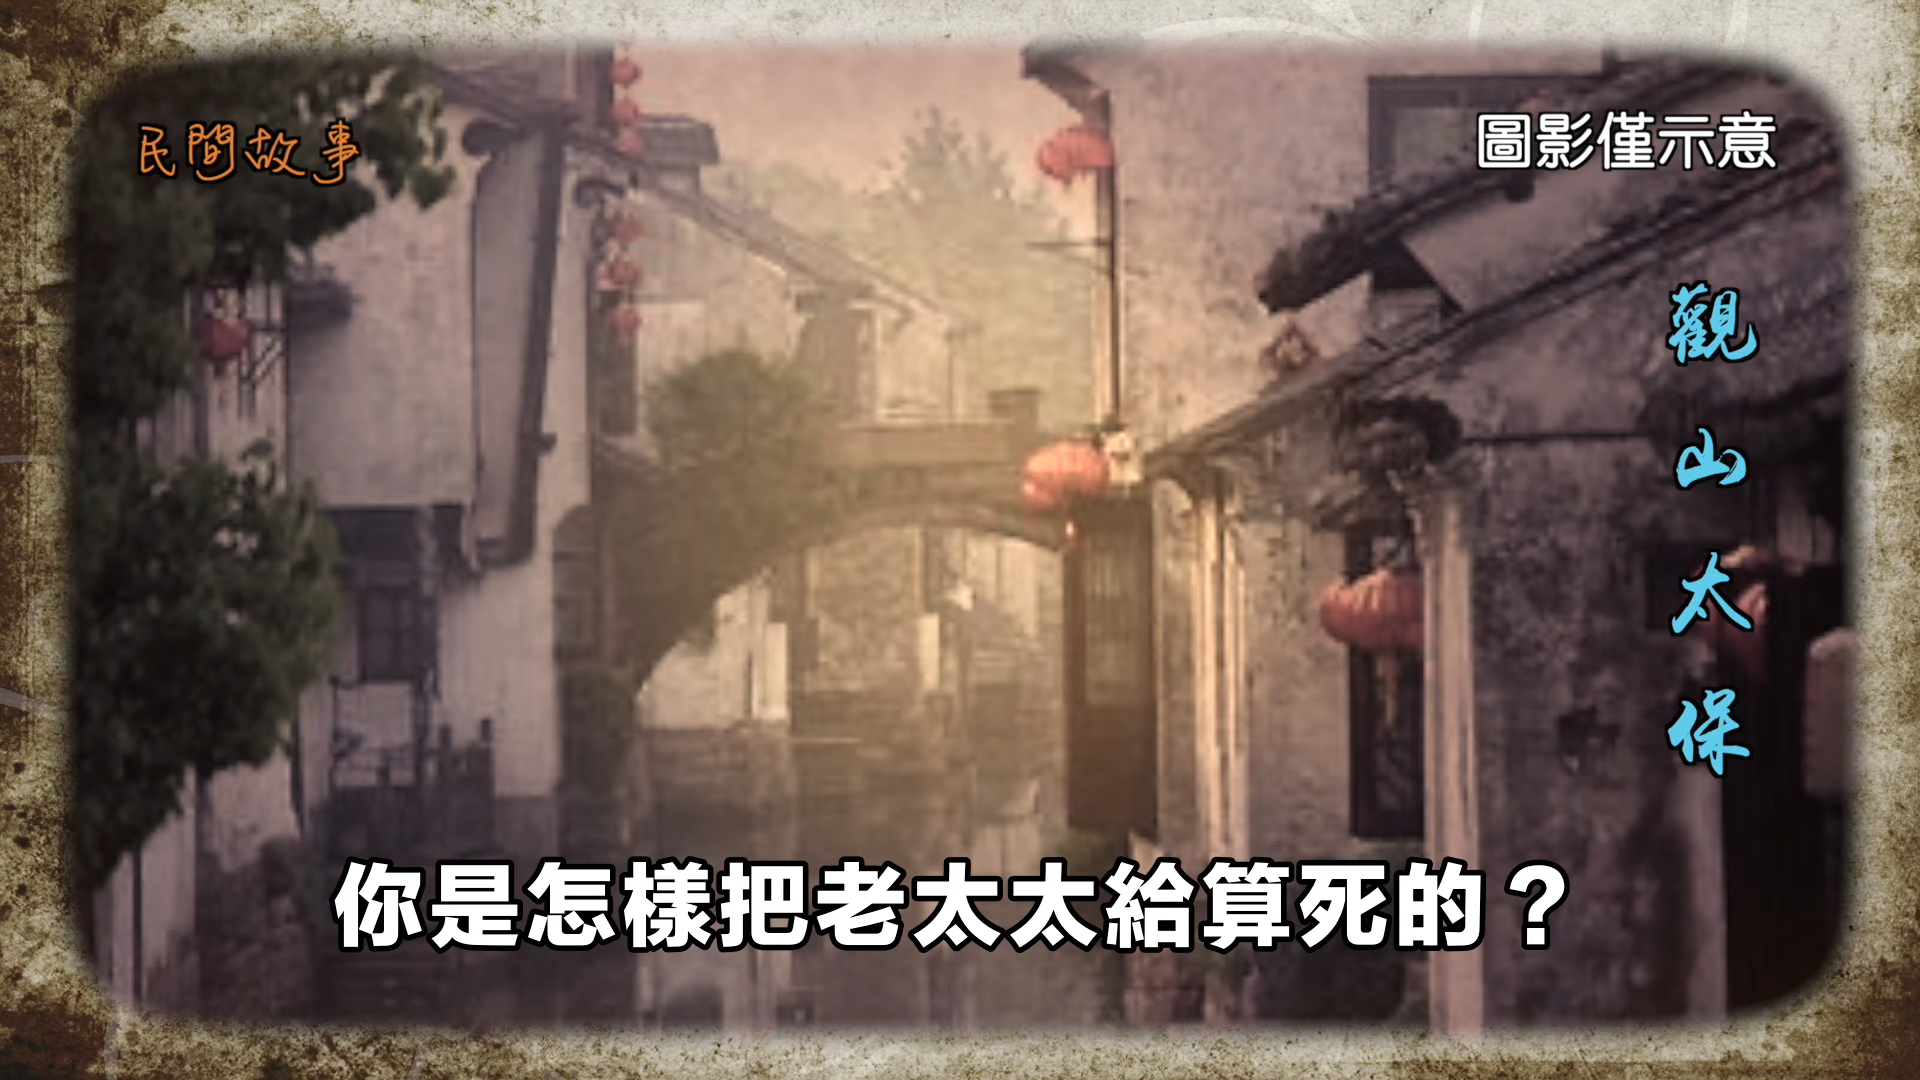 民間故事
圖影僅示意
觀山太保
你是怎樣把老太太給算死的？